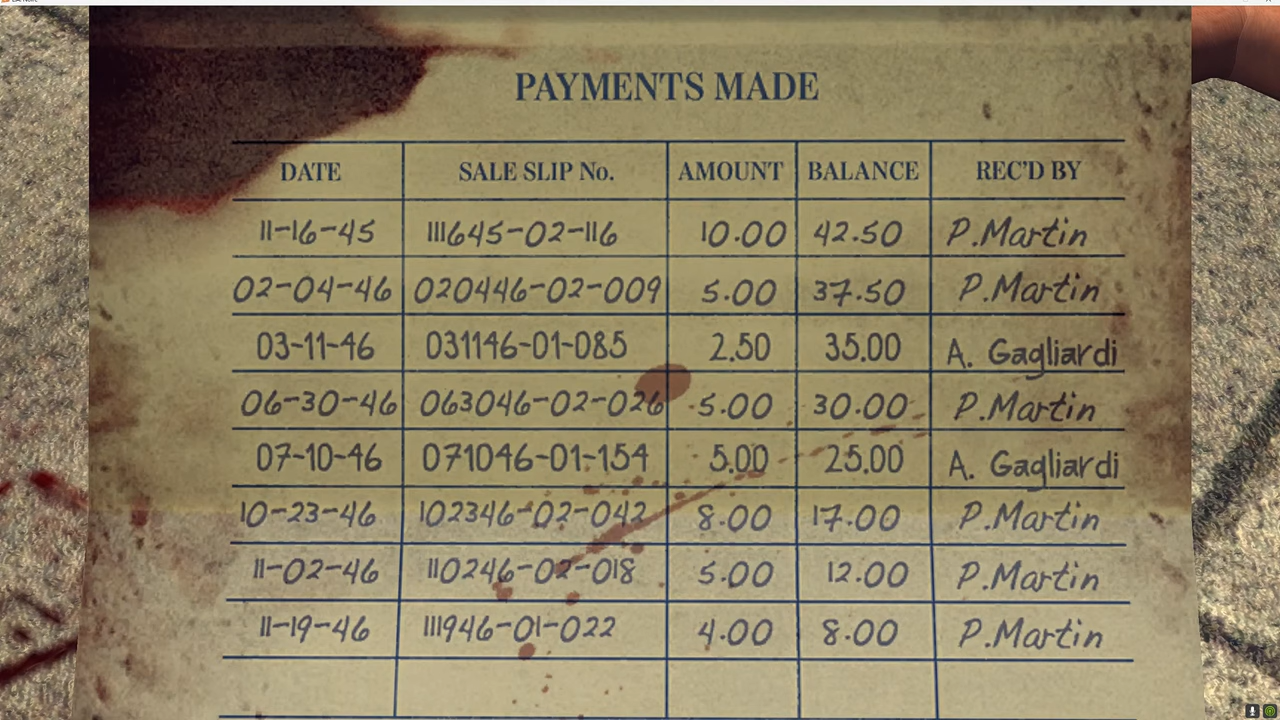 PAYMENTS MADE
DATE SALE SLIP No. AMOUNT BALANCE REC'D BY
11-16-45 111645-02-116 10.00 42.50 P.Martin
02-04-46 020446-02-009 5.00 37.50 P.Martin
03-11-46 031146-01-085 2.50 35.00 A. Gagliardi
06-30-46 063046-02-026 5.00 30.00 P.Martin
07-10-46 071046-01-154 5.00 25.00 A. Gagliardi
10-23-46 102346-02-042 8.00 17.00 P.Martin
11-02-46 110246-02-018 5.00 12.00 P.Martin
11-19-46 111946-01-022 4.00 8.00 P.Martin